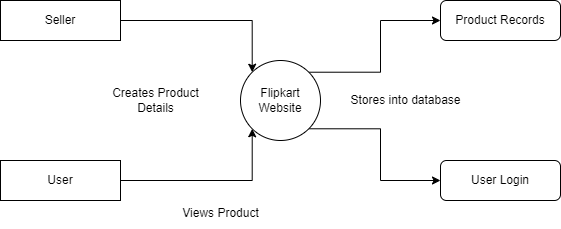 Seller
Product Records
Creates Product
Details
Flipkart
Website
Stores into database
User
User Login
Views Product